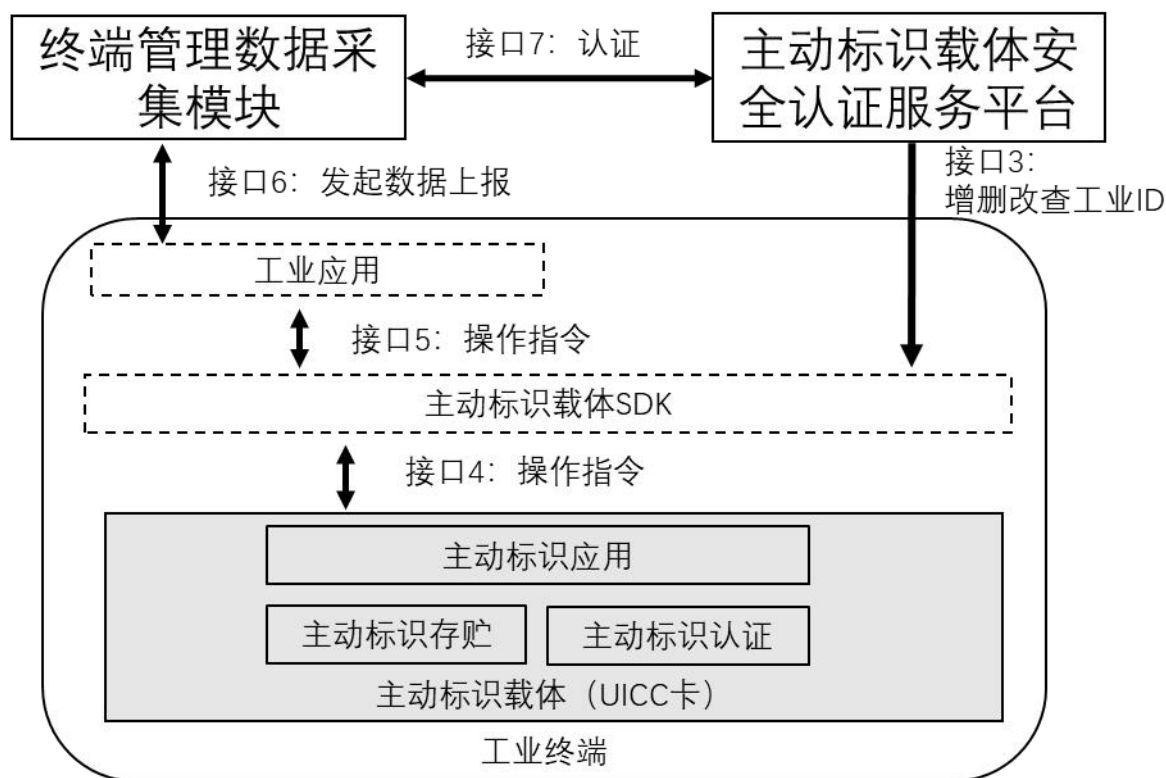 终端管理数据采
集模块
接口7：认证
主动标识载体安
全认证服务平台
接口6：发起数据上报
接口3：
增删改查工业ID
工业应用
接口5：操作指令
主动标识载体SDK
接口4：操作指令
主动标识应用
主动标识存贮
主动标识认证
主动标识载体（UICC卡）
工业终端